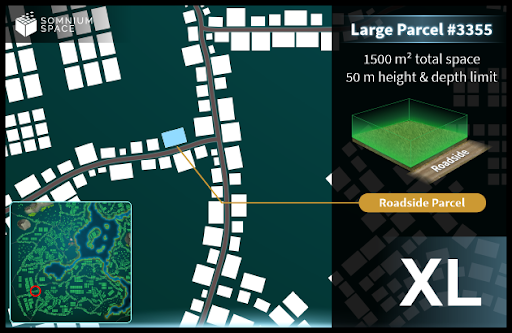 SOMNIUM
SPACE
Large Parcel #3355
1500 m² total space
50 m height & depth limit
Roadside
Roadside Parcel
XL